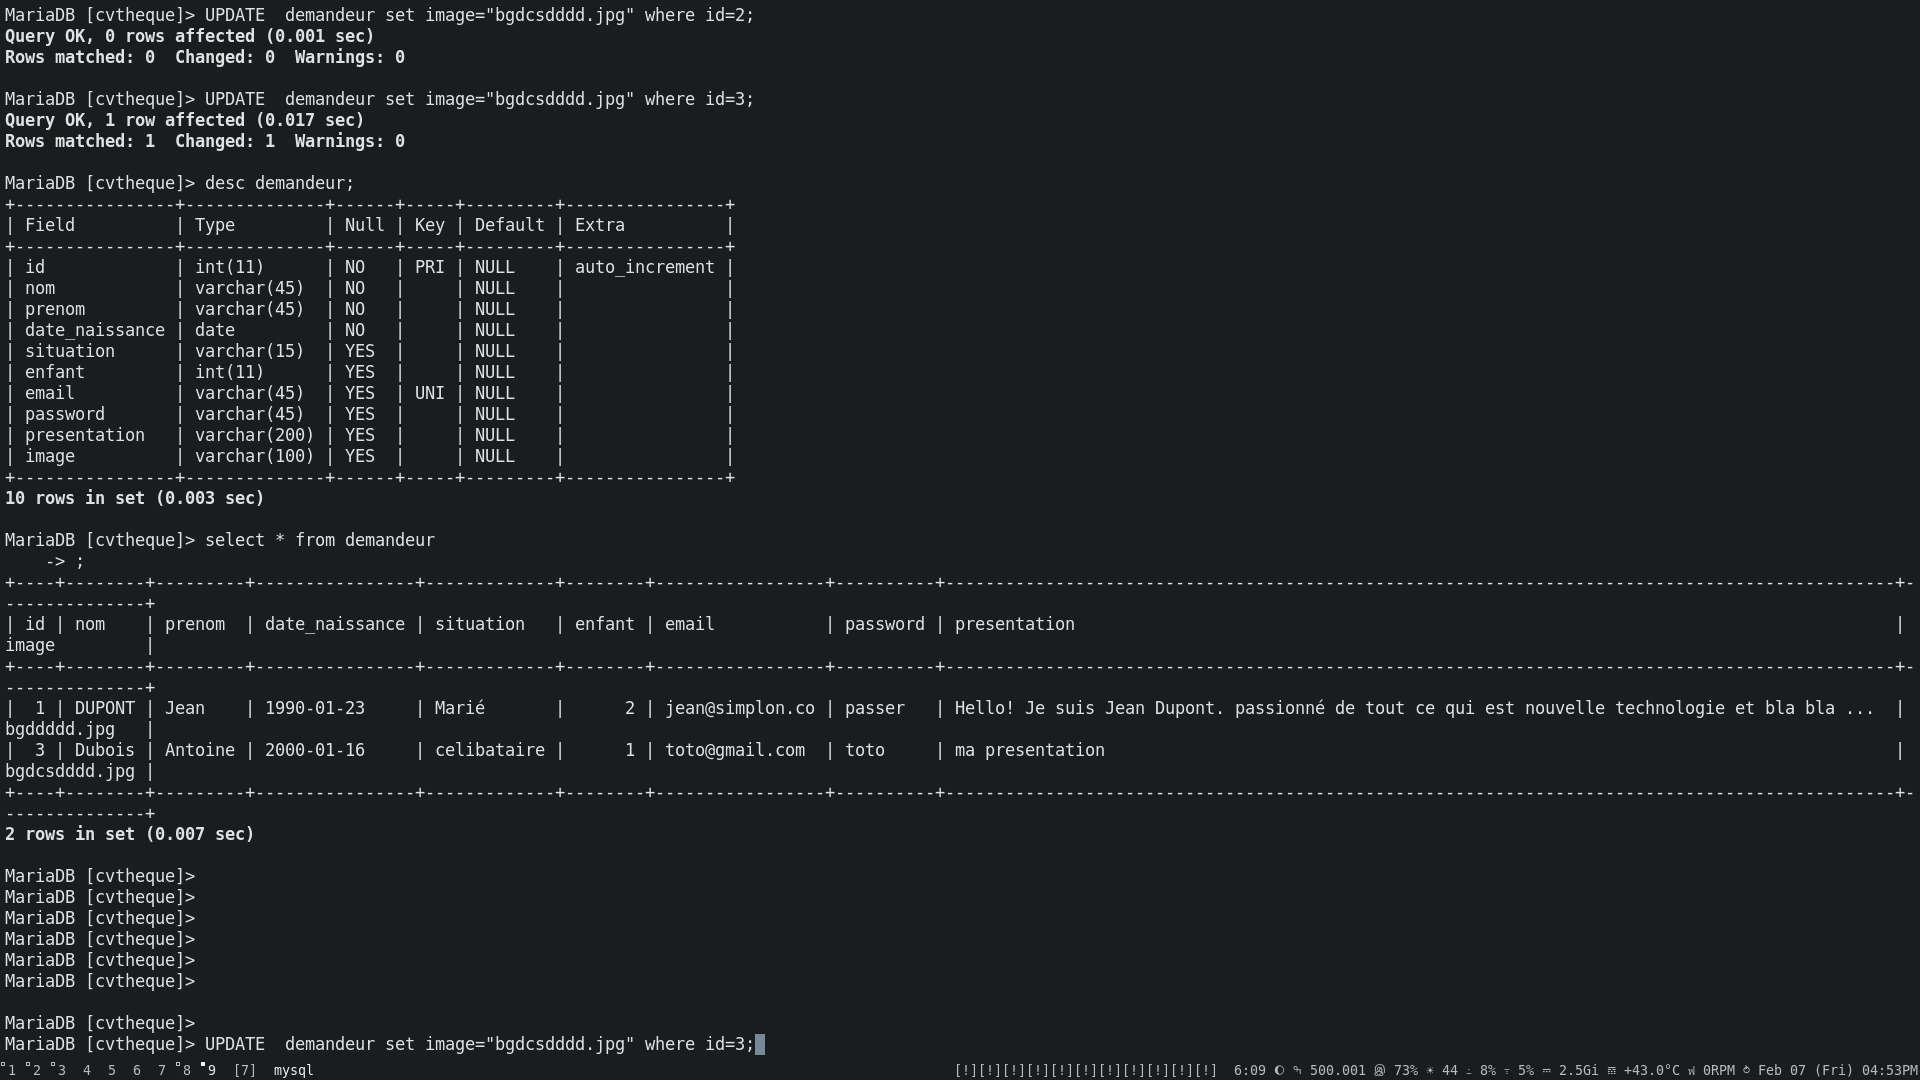 MariaDB [cvtheque]> UPDATE  demandeur set image="bgdcsdddd.jpg" where id=2;
Query OK, 0 rows affected (0.001 sec)
Rows matched: 0  Changed: 0  Warnings: 0
MariaDB [cvtheque]> UPDATE  demandeur set image="bgdcsdddd.jpg" where id=3;
Query OK, 1 row affected (0.017 sec)
Rows matched: 1  Changed: 1  Warnings: 0
MariaDB [cvtheque]> desc demandeur;
+----------------+--------------+------+-----+---------+----------------+
| Field          | Type         | Null | Key | Default | Extra          |
+----------------+--------------+------+-----+---------+----------------+
| id             | int(11)      | NO   | PRI | NULL    | auto_increment |
| nom            | varchar(45)  | NO   |     | NULL    |                |
| prenom         | varchar(45)  | NO   |     | NULL    |                |
| date_naissance | date         | NO   |     | NULL    |                |
| situation      | varchar(15)  | YES  |     | NULL    |                |
| enfant         | int(11)      | YES  |     | NULL    |                |
| email          | varchar(45)  | YES  | UNI | NULL    |                |
| password       | varchar(45)  | YES  |     | NULL    |                |
| presentation   | varchar(200) | YES  |     | NULL    |                |
| image          | varchar(100) | YES  |     | NULL    |                |
+----------------+--------------+------+-----+---------+----------------+
10 rows in set (0.003 sec)
MariaDB [cvtheque]> select * from demandeur
    -> ;
+----+--------+---------+----------------+-------------+--------+-----------------+----------+-----------------------------------------------------------------------------------------------+-
--------------+
| id | nom    | prenom  | date_naissance | situation   | enfant | email           | password | presentation                                                                                  |
image         |
+----+--------+---------+----------------+-------------+--------+-----------------+----------+-----------------------------------------------------------------------------------------------+-
--------------+
|  1 | DUPONT | Jean    | 1990-01-23     | Marié       |      2 | jean@simplon.co | passer   | Hello! Je suis Jean Dupont. passionné de tout ce qui est nouvelle technologie et bla bla ...  |
bgddddd.jpg   |
|  3 | Dubois | Antoine | 2000-01-16     | celibataire |      1 | toto@gmail.com  | toto     | ma presentation                                                                               |
bgdcsdddd.jpg |
+----+--------+---------+----------------+-------------+--------+-----------------+----------+-----------------------------------------------------------------------------------------------+-
--------------+
2 rows in set (0.007 sec)
MariaDB [cvtheque]>
MariaDB [cvtheque]>
MariaDB [cvtheque]>
MariaDB [cvtheque]>
MariaDB [cvtheque]>
MariaDB [cvtheque]>
MariaDB [cvtheque]>
MariaDB [cvtheque]> UPDATE  demandeur set image="bgdcsdddd.jpg" where id=3;
1 2 3 4 5 6 7 8 9 [7] mysql [!][!][!][!][!][!][!][!][!][!][!] 6:09 500.001 73% 44 8% 5% 2.5Gi +43.0°C 0RPM Feb 07 (Fri) 04:53PM